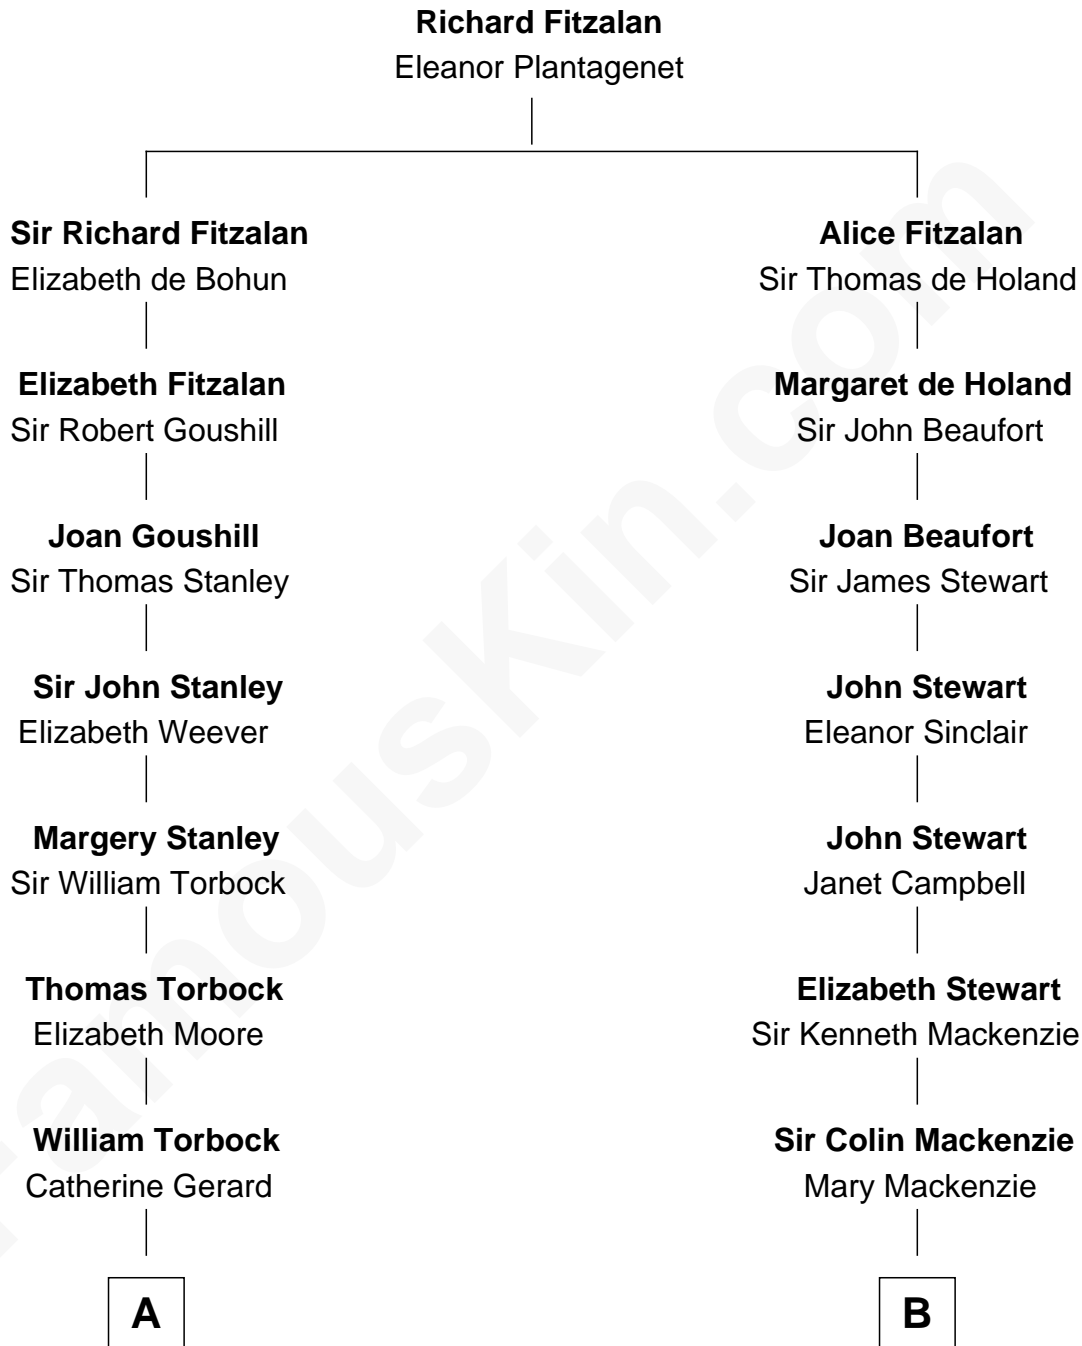 Richard Fitzalan
Eleanor Plantagenet
Sir Richard Fitzalan
Elizabeth de Bohun
Alice Fitzalan
Sir Thomas de Holand
Elizabeth Fitzalan
Sir Robert Goushill
Margaret de Holand
Sir John Beaufort
Joan Goushill
Sir Thomas Stanley
Joan Beaufort
Sir James Stewart
Sir John Stanley
Elizabeth Weever
John Stewart
Eleanor Sinclair
Margery Stanley
Sir William Torbock
John Stewart
Janet Campbell
Thomas Torbock
Elizabeth Moore
Elizabeth Stewart
Sir Kenneth Mackenzie
William Torbock
Catherine Gerard
Sir Colin Mackenzie
Mary Mackenzie
A
B
FamousKin.com